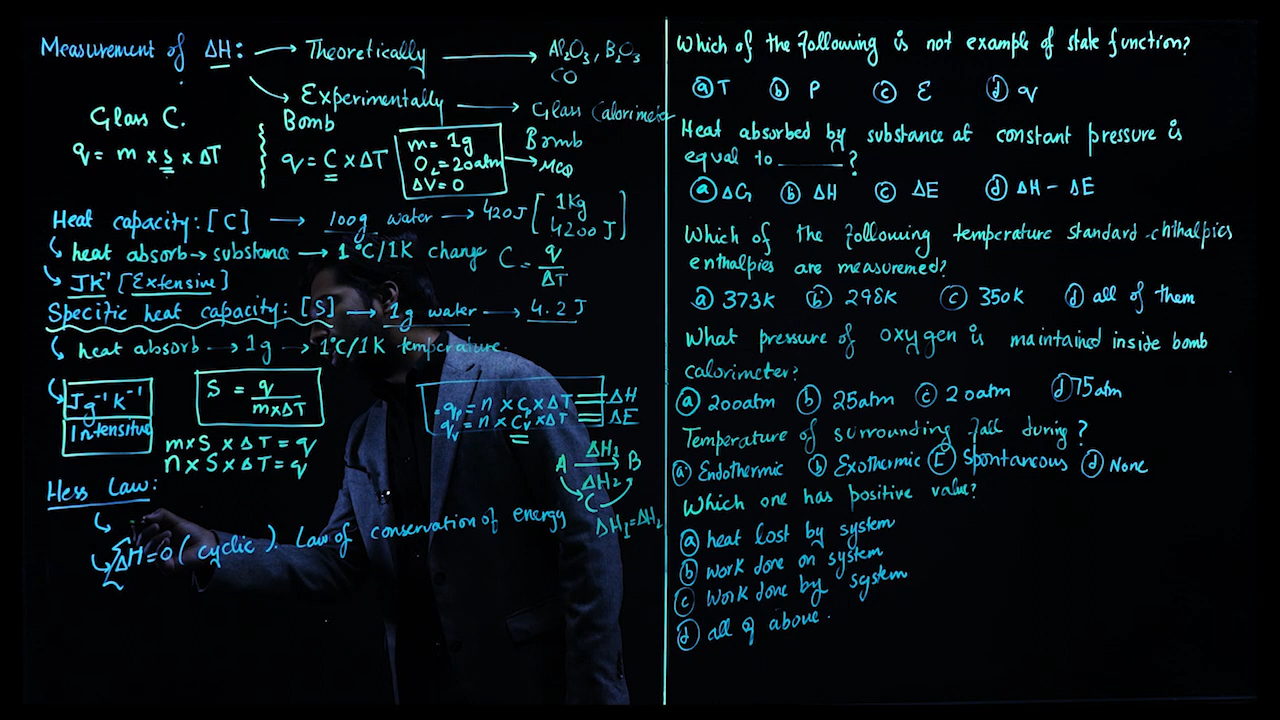 Measurement of ΔH: → Theoretically → Al₂O₃, B₂O₃
CO
Experimentally → Glass Calorimeter
Bomb
Glass C.
q = m × s × ΔT
Bomb
q = C × ΔT
m = 1g
O₂ = 20atm → MCQ
ΔV = 0
Heat capacity: [C] → 100g water → 420J [1Kg
4200J]
heat absorb → substance → 1°C/1K change C = q/ΔT
JK⁻¹ [Extensive]
Specific heat capacity: [S] → 1g water → 4.2 J
heat absorb → 1g → 1°C/1K temperature.
Jg⁻¹K⁻¹
Intensitive
S = q/m×ΔT
m×S×ΔT = q
n×S×ΔT = q
qp = n × Cp × ΔT = ΔH
qv = n × Cv × ΔT = ΔE
A → B
ΔH₁
ΔH₂
C
ΔH₁=ΔH₂
Hess Law:
ΣΔH=0 (cyclic). Law of conservation of energy
Which of the following is not example of state function?
(a) T (b) P (c) E (d) q
Heat absorbed by substance at constant pressure is
equal to ______?
(a) ΔG (b) ΔH (c) ΔE (d) ΔH − ΔE
Which of the following temperature standard enthalpies
enthalpies are measuremed?
(a) 373K (b) 298K (c) 350K (d) all of them
What pressure of oxygen is maintained inside bomb
calorimeter?
(a) 200atm (b) 25atm (c) 20atm (d) 75atm
Temperature of surrounding fall during?
(a) Endothermic (b) Exothermic (E) Spontaneous (d) None
Which one has positive value?
(a) heat lost by system
(b) work done on system
(c) work done by system
(d) all of above.